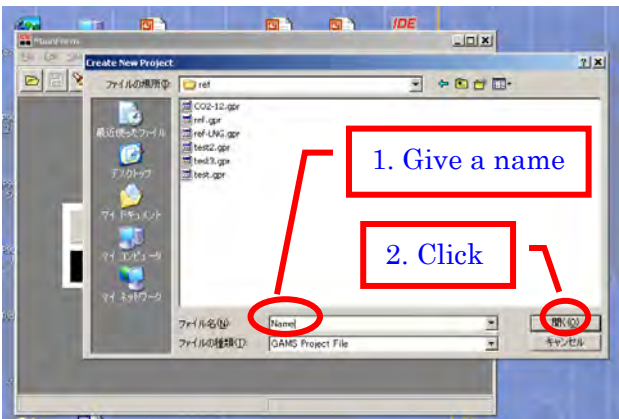 IDE
MainForm
Create New Project
ファイルの場所(I):
ref
CO2-12.gpr
ref.gpr
ref-LNG.gpr
test2.gpr
test3.gpr
test.gpr
最近使ったファイル
デスクトップ
マイ ドキュメント
マイ コンピュータ
マイ ネットワーク
1. Give a name
2. Click
ファイル名(N):
Name
開く(O)
ファイルの種類(T):
GAMS Project File
キャンセル